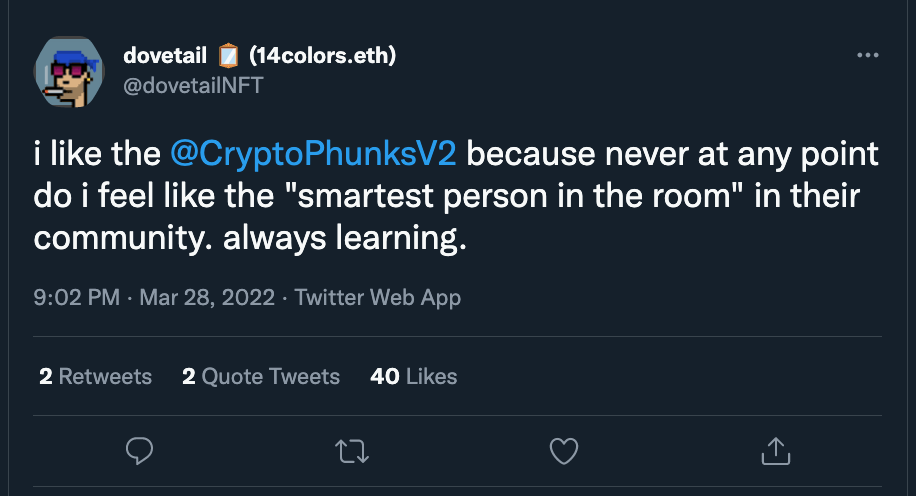 dovetail 🪞 (14colors.eth)
@dovetailNFT
i like the @CryptoPhunksV2 because never at any point
do i feel like the "smartest person in the room" in their
community. always learning.
9:02 PM · Mar 28, 2022 · Twitter Web App
2 Retweets 2 Quote Tweets 40 Likes